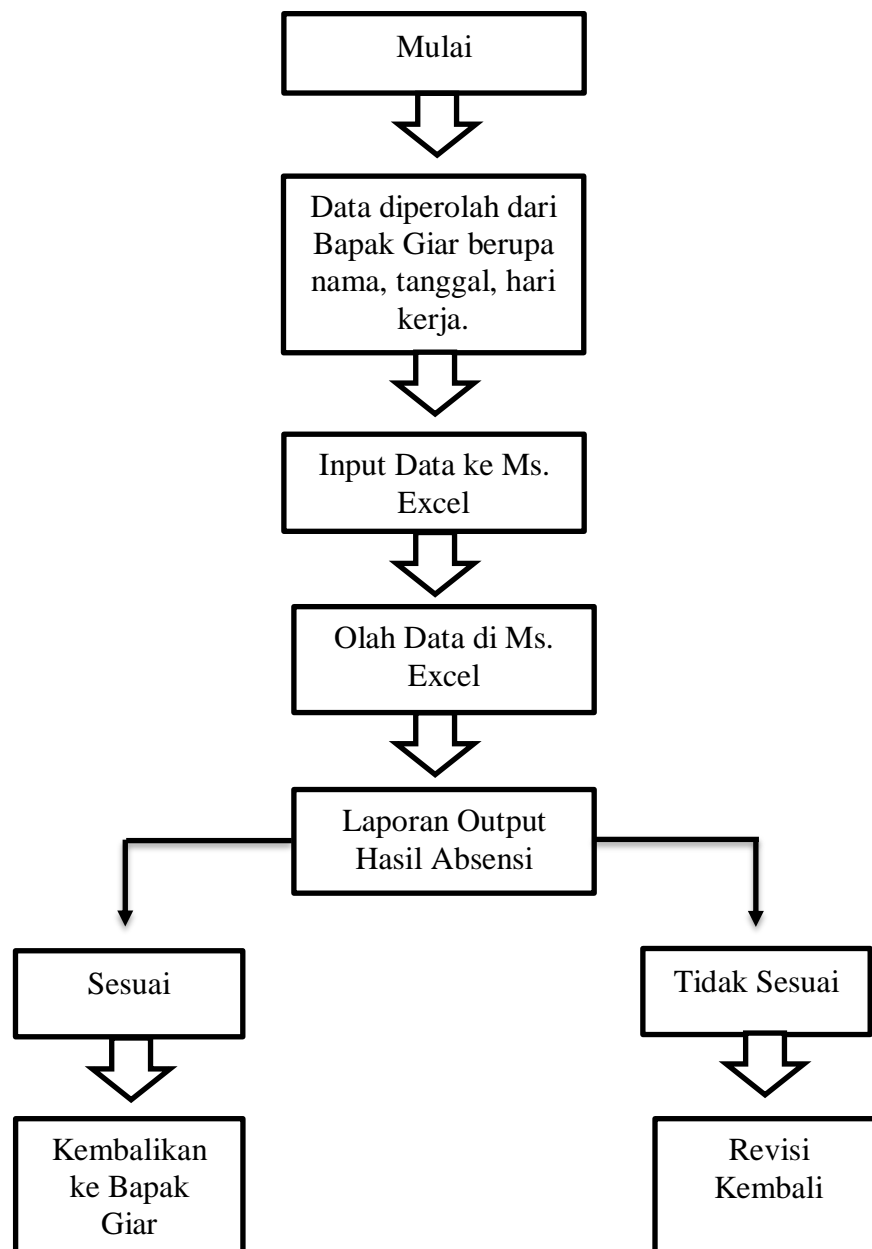 Mulai
Data diperolah dari
Bapak Giar berupa
nama, tanggal, hari
kerja.
Input Data ke Ms.
Excel
Olah Data di Ms.
Excel
Laporan Output
Hasil Absensi
Sesuai
Tidak Sesuai
Kembalikan
ke Bapak
Giar
Revisi
Kembali